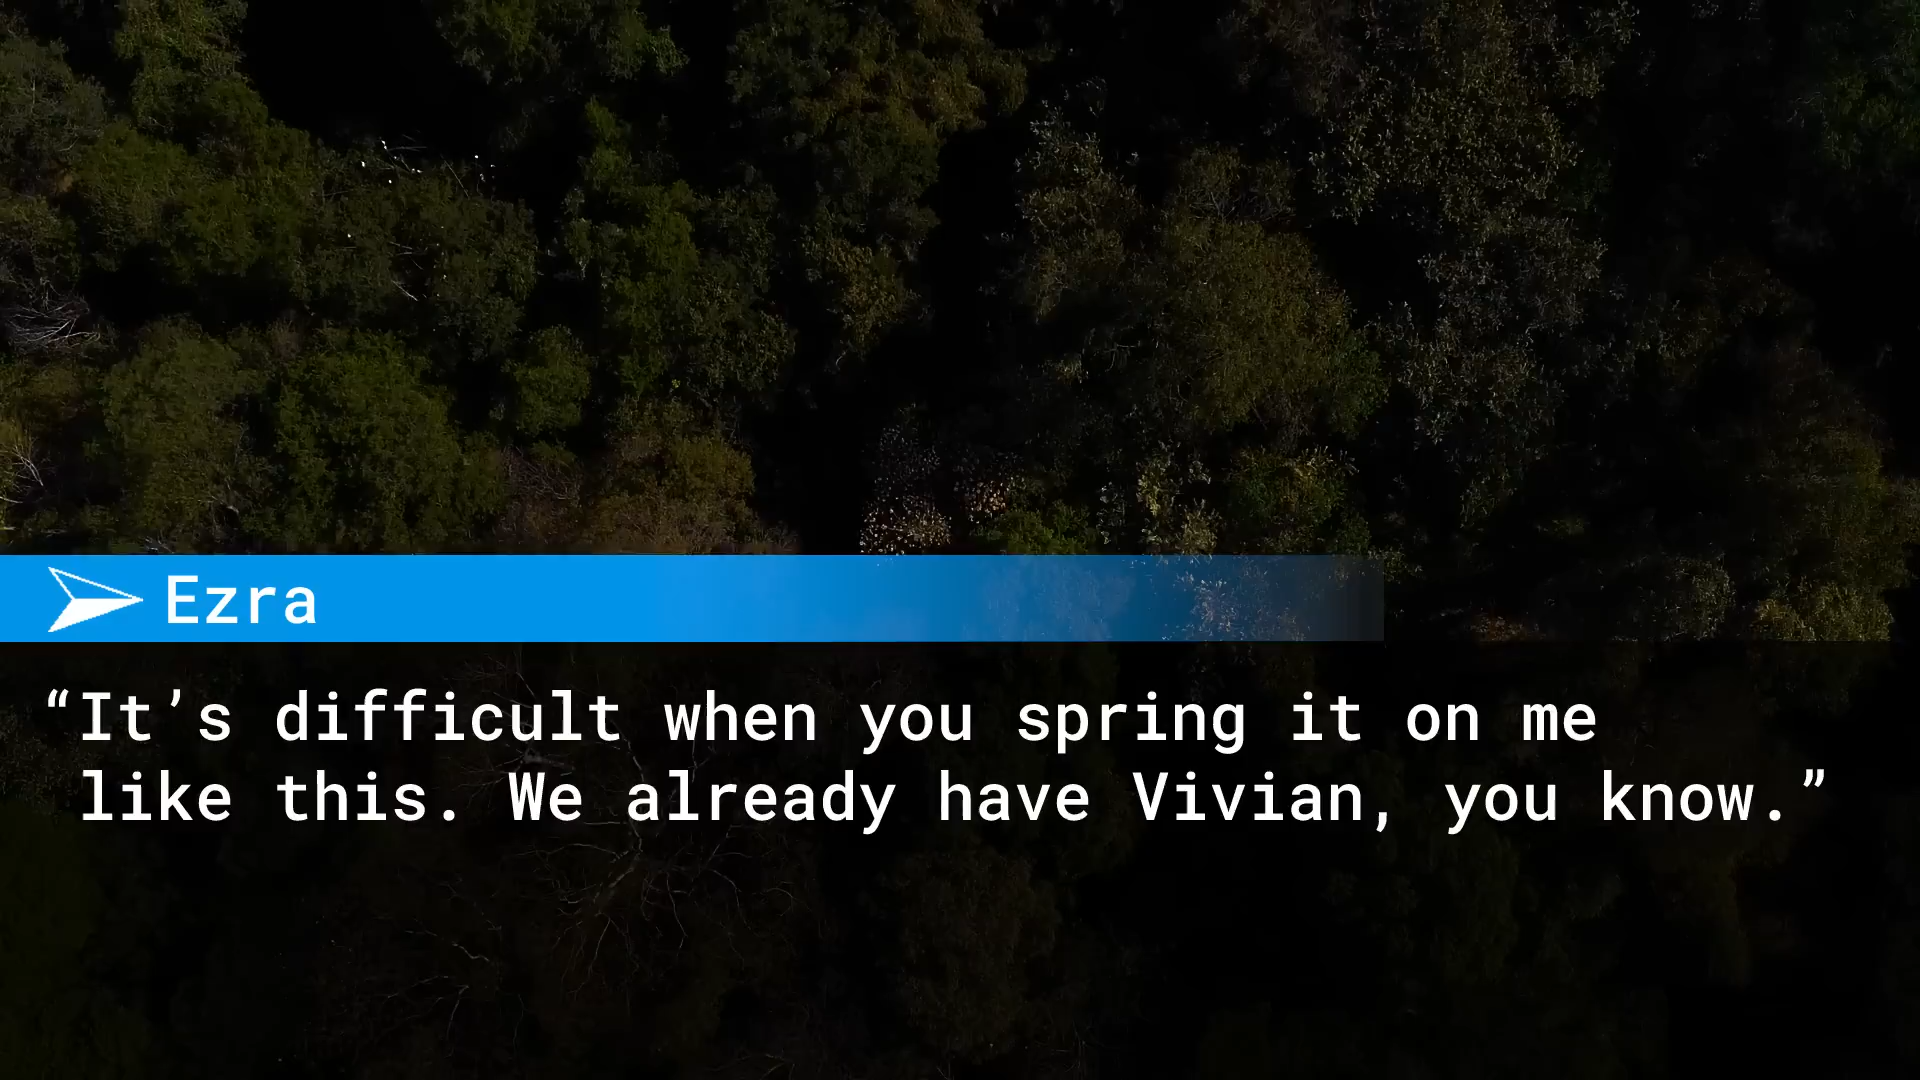 Ezra
“It’s difficult when you spring it on me
like this. We already have Vivian, you know.”